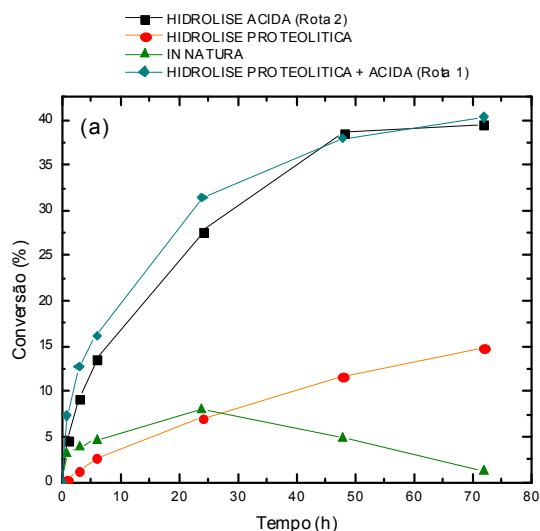 HIDROLISE ACIDA (Rota 2)
HIDROLISE PROTEOLITICA
IN NATURA
HIDROLISE PROTEOLITICA + ACIDA (Rota 1)
(a)
40
35
30
25
20
15
10
5
0
Conversão (%)
0 10 20 30 40 50 60 70 80
Tempo (h)